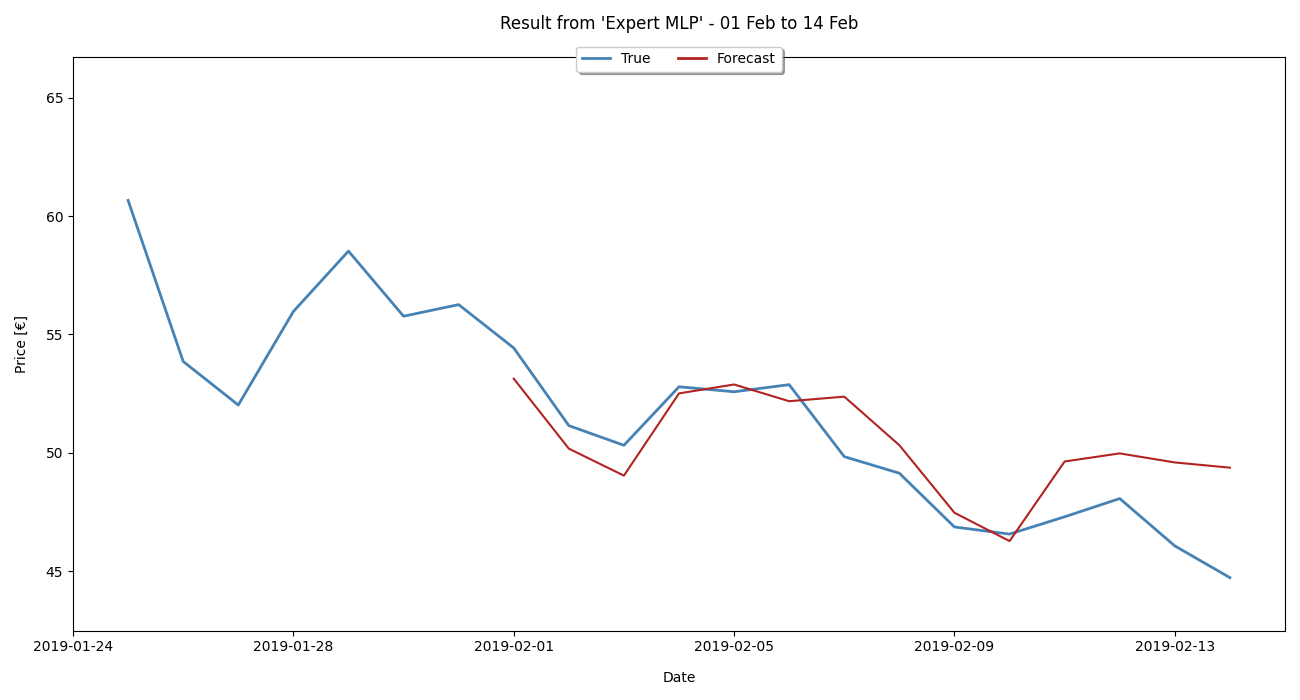 Result from 'Expert MLP' - 01 Feb to 14 Feb
True Forecast
65
60
55
50
45
Price [€]
2019-01-24 2019-01-28 2019-02-01 2019-02-05 2019-02-09 2019-02-13
Date